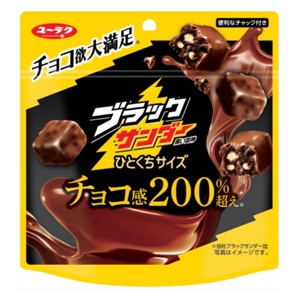 便利なチャック付き
ユーラク
チョコ欲大満足※
ブラック
サンダー
ひとくちサイズ
チョコ感200%超え※
※当社ブラックサンダー比
写真はイメージです。